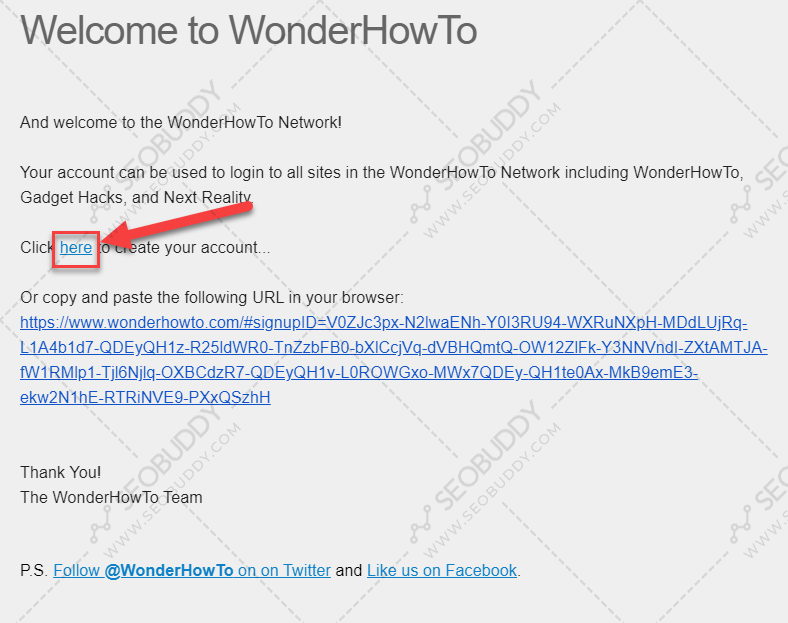 Welcome to WonderHowTo
And welcome to the WonderHowTo Network!
Your account can be used to login to all sites in the WonderHowTo Network including WonderHowTo,
Gadget Hacks, and Next Reality.
Click here to create your account...
Or copy and paste the following URL in your browser:
https://www.wonderhowto.com/#signupID=V0ZJc3px-N2lwaENh-Y0I3RU94-WXRuNXpH-MDdLUjRq-
L1A4b1d7-QDEyQH1z-R25ldWR0-TnZzbFB0-bXlCcjVq-dVBHQmtQ-OW12ZlFk-Y3NNVndl-ZXtAMTJA-
fW1RMlp1-Tjl6Njlq-OXBCdzR7-QDEyQH1v-L0ROWGxo-MWx7QDEy-QH1te0Ax-MkB9emE3-
ekw2N1hE-RTRiNVE9-PXxQSzhH
Thank You!
The WonderHowTo Team
P.S. Follow @WonderHowTo on on Twitter and Like us on Facebook.
SEOBUDDY
WWW.SEOBUDDY.COM
SEOBUDDY
WWW.SEOBUDDY.COM
SEOBUDDY
WWW.SEOBUDDY.COM
SEOBUDDY
WWW.SEOBUDDY.COM